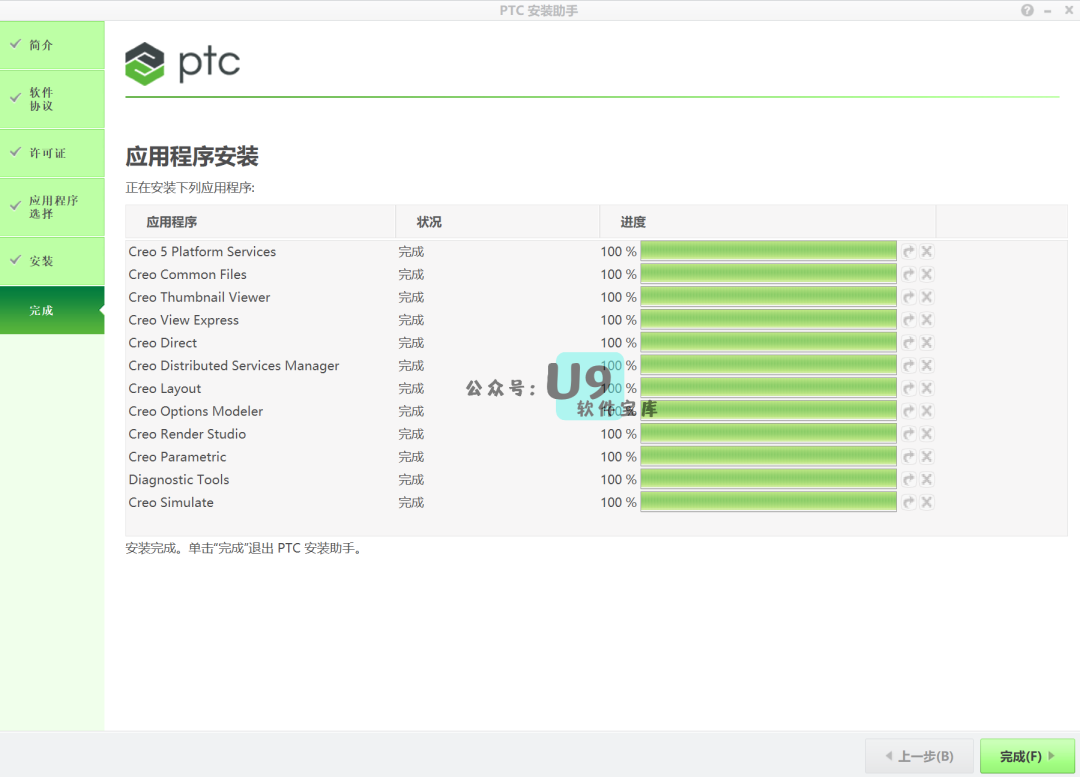 PTC 安装助手
简介
软件
协议
许可证
应用程序
选择
安装
完成
ptc
应用程序安装
正在安装下列应用程序:
应用程序 状况 进度
Creo 5 Platform Services 完成 100 %
Creo Common Files 完成 100 %
Creo Thumbnail Viewer 完成 100 %
Creo View Express 完成 100 %
Creo Direct 完成 100 %
Creo Distributed Services Manager 完成 100 %
Creo Layout 完成 100 %
Creo Options Modeler 完成 100 %
Creo Render Studio 完成 100 %
Creo Parametric 完成 100 %
Diagnostic Tools 完成 100 %
Creo Simulate 完成 100 %
公众号：U9
软件宝库
安装完成。单击“完成”退出 PTC 安装助手。
上一步(B) 完成(F)